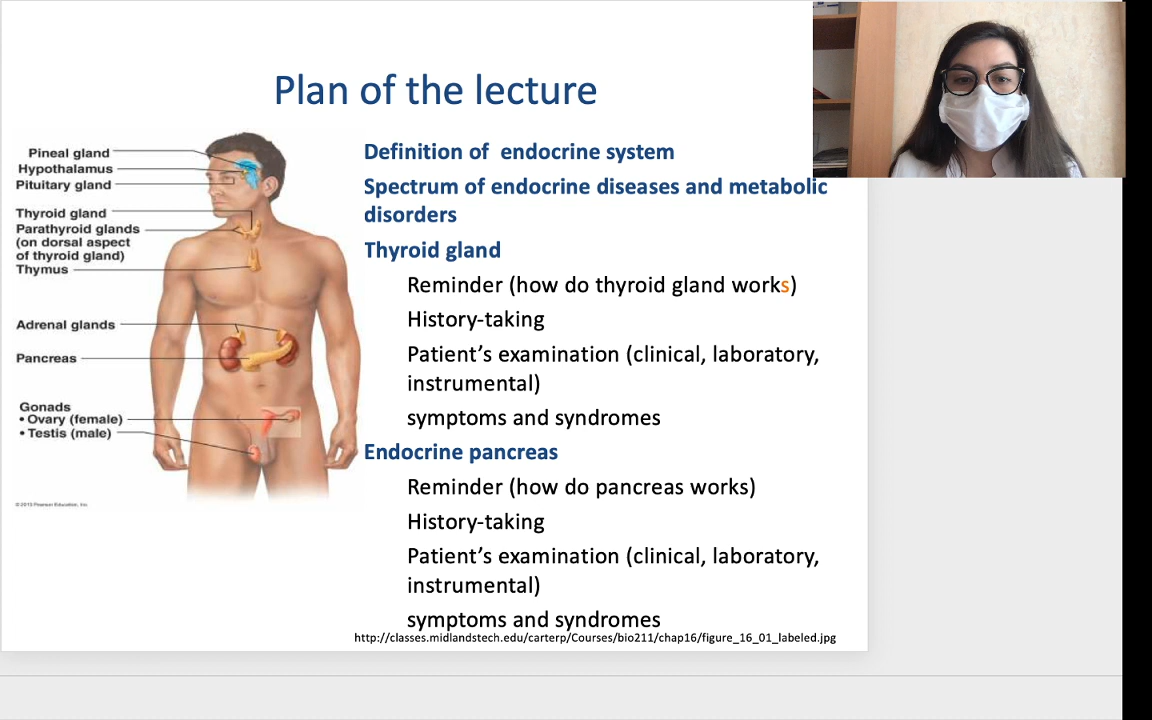 Plan of the lecture
Pineal gland
Hypothalamus
Pituitary gland
Thyroid gland
Parathyroid glands
(on dorsal aspect
of thyroid gland)
Thymus
Adrenal glands
Pancreas
Gonads
• Ovary (female)
• Testis (male)
© 2013 Pearson Education, Inc.
Definition of  endocrine system
Spectrum of endocrine diseases and metabolic
disorders
Thyroid gland
Reminder (how do thyroid gland works)
History-taking
Patient’s examination (clinical, laboratory,
instrumental)
symptoms and syndromes
Endocrine pancreas
Reminder (how do pancreas works)
History-taking
Patient’s examination (clinical, laboratory,
instrumental)
symptoms and syndromes
http://classes.midlandstech.edu/carterp/Courses/bio211/chap16/figure_16_01_labeled.jpg